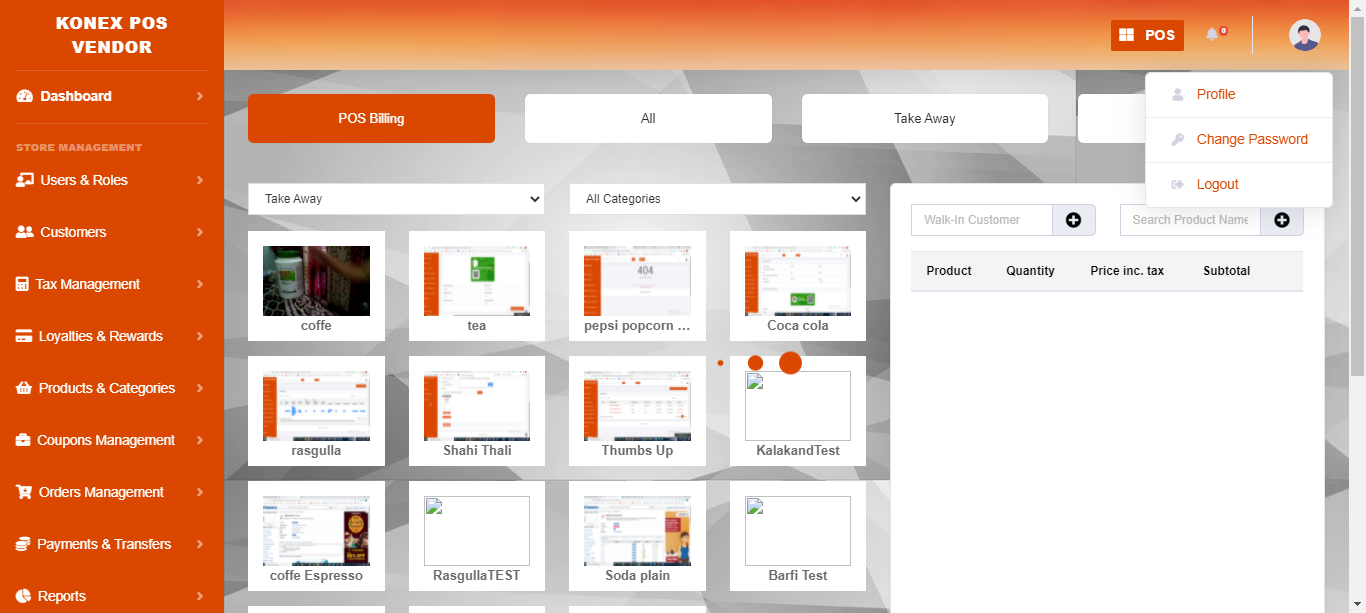 KONEX POS
VENDOR
POS
0
Dashboard
Profile
Change Password
Logout
POS Billing
All
Take Away
STORE MANAGEMENT
Users & Roles
Customers
Tax Management
Loyalties & Rewards
Products & Categories
Coupons Management
Orders Management
Payments & Transfers
Reports
Take Away
All Categories
Walk-In Customer
Search Product Name
Product Quantity Price inc. tax Subtotal
404
coffe
tea
pepsi popcorn ...
Coca cola
rasgulla
Shahi Thali
Thumbs Up
KalakandTest
coffe Espresso
RasgullaTEST
Soda plain
Barfi Test